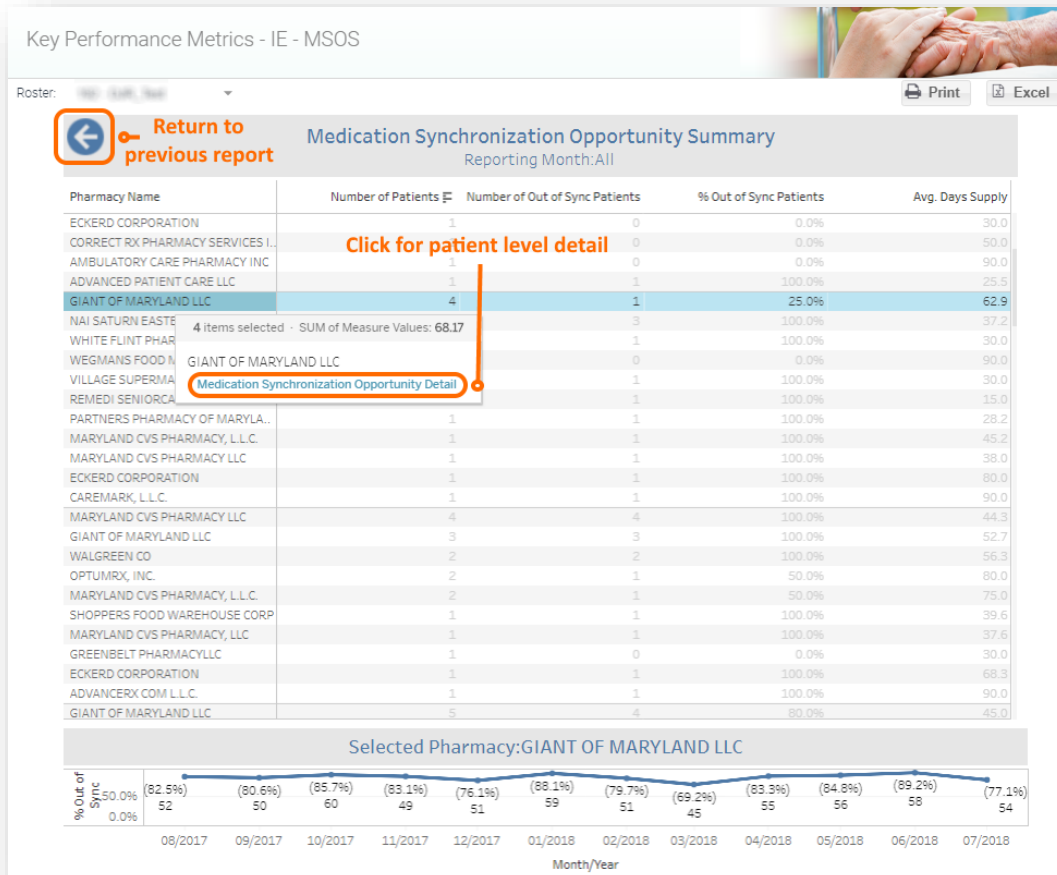 Key Performance Metrics - IE - MSOS
Roster:
Print
Excel
Return to
previous report
Medication Synchronization Opportunity Summary
Reporting Month:All
Pharmacy Name Number of Patients Number of Out of Sync Patients % Out of Sync Patients Avg. Days Supply
ECKERD CORPORATION 1 0 0.0% 30.0
CORRECT RX PHARMACY SERVICES I.. 0 0.0% 50.0
Click for patient level detail
AMBULATORY CARE PHARMACY INC 1 0 0.0% 90.0
ADVANCED PATIENT CARE LLC 1 1 100.0% 25.5
GIANT OF MARYLAND LLC 4 1 25.0% 62.9
NAI SATURN EASTE 3 100.0% 37.2
4 items selected · SUM of Measure Values: 68.17
WHITE FLINT PHAR 1 100.0% 30.0
WEGMANS FOOD M 0 0.0% 90.0
GIANT OF MARYLAND LLC
VILLAGE SUPERMA 1 100.0% 30.0
Medication Synchronization Opportunity Detail
REMEDI SENIORCA 1 100.0% 15.0
PARTNERS PHARMACY OF MARYLA.. 1 1 100.0% 28.2
MARYLAND CVS PHARMACY, L.L.C. 1 1 100.0% 45.2
MARYLAND CVS PHARMACY LLC 1 1 100.0% 38.0
ECKERD CORPORATION 1 1 100.0% 80.0
CAREMARK, L.L.C. 1 1 100.0% 90.0
MARYLAND CVS PHARMACY LLC 4 4 100.0% 44.3
GIANT OF MARYLAND LLC 3 3 100.0% 52.7
WALGREEN CO 2 2 100.0% 56.3
OPTUMRX, INC. 2 1 50.0% 80.0
MARYLAND CVS PHARMACY, L.L.C. 2 1 50.0% 75.0
SHOPPERS FOOD WAREHOUSE CORP 1 1 100.0% 39.6
MARYLAND CVS PHARMACY, LLC 1 1 100.0% 37.6
GREENBELT PHARMACYLLC 1 0 0.0% 30.0
ECKERD CORPORATION 1 1 100.0% 68.3
ADVANCERX COM L.L.C. 1 1 100.0% 90.0
GIANT OF MARYLAND LLC 5 4 80.0% 45.0
Selected Pharmacy:GIANT OF MARYLAND LLC
% Out of
Sync
50.0%
0.0%
(82.5%) (80.6%) (85.7%) (83.1%) (76.1%) (88.1%) (79.7%) (69.2%) (83.3%) (84.8%) (89.2%) (77.1%)
52 50 60 49 51 59 51 45 55 56 58 54
08/2017 09/2017 10/2017 11/2017 12/2017 01/2018 02/2018 03/2018 04/2018 05/2018 06/2018 07/2018
Month/Year